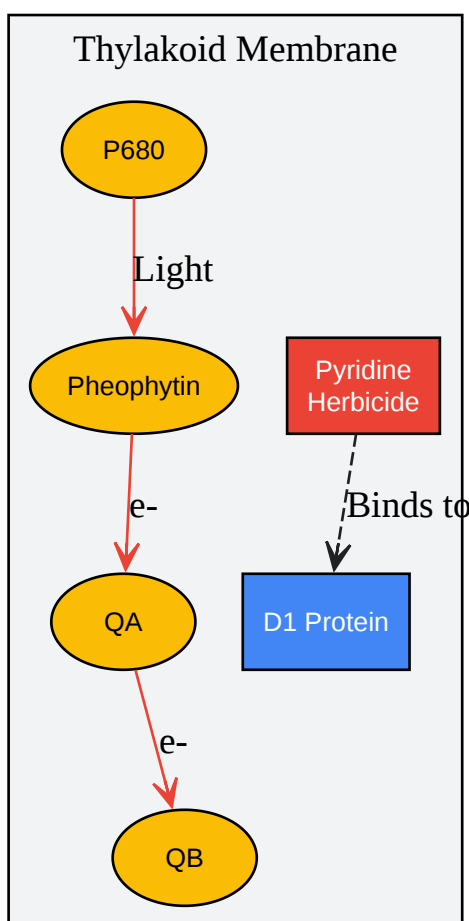 Thylakoid Membrane
P680
Light
Pheophytin
Pyridine
Herbicide
e-
Binds to
QA
D1 Protein
e-
QB